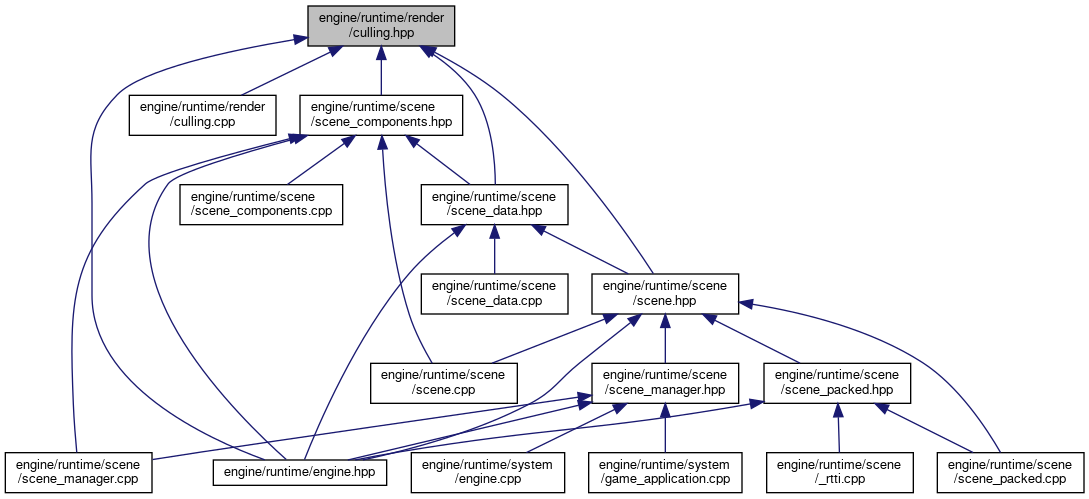 engine/runtime/render
/culling.hpp
engine/runtime/render
/culling.cpp
engine/runtime/scene
/scene_components.hpp
engine/runtime/scene
/scene_components.cpp
engine/runtime/scene
/scene_data.hpp
engine/runtime/scene
/scene_data.cpp
engine/runtime/scene
/scene.hpp
engine/runtime/scene
/scene.cpp
engine/runtime/scene
/scene_manager.hpp
engine/runtime/scene
/scene_packed.hpp
engine/runtime/scene
/scene_manager.cpp
engine/runtime/engine.hpp
engine/runtime/system
/engine.cpp
engine/runtime/system
/game_application.cpp
engine/runtime/scene
/_rtti.cpp
engine/runtime/scene
/scene_packed.cpp